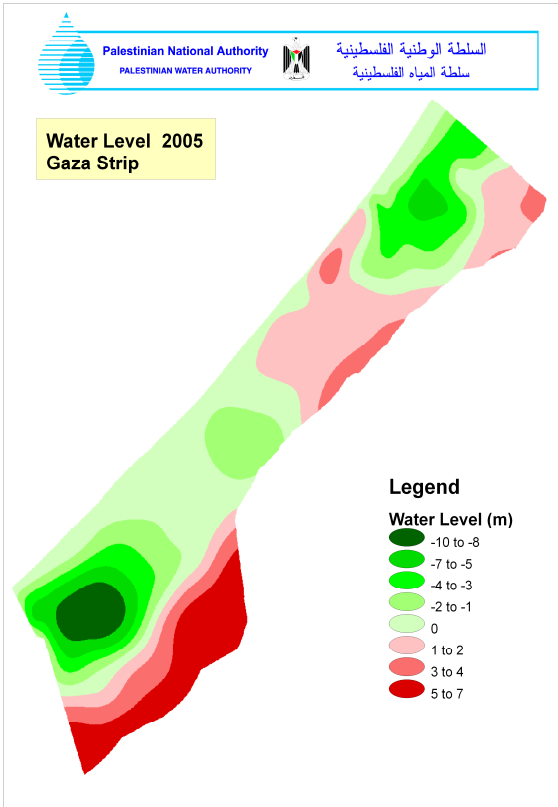 Palestinian National Authority
PALESTINIAN WATER AUTHORITY
السلطة الوطنية الفلسطينية
سلطة المياه الفلسطينية
Water Level 2005
Gaza Strip
Legend
Water Level (m)
-10 to -8
-7 to -5
-4 to -3
-2 to -1
0
1 to 2
3 to 4
5 to 7